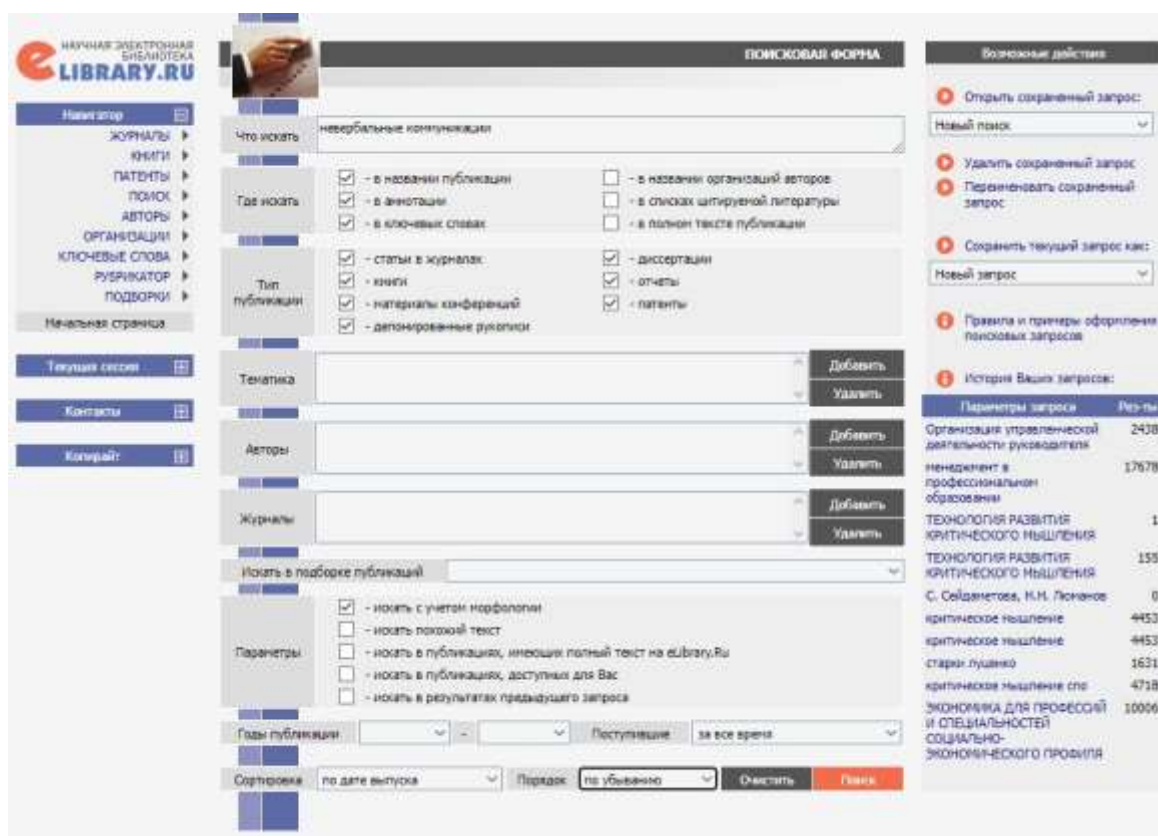 НАУЧНАЯ ЭЛЕКТРОННАЯ
БИБЛИОТЕКА
eLIBRARY.RU
Навигатор
ЖУРНАЛЫ
КНИГИ
ПАТЕНТЫ
ПОИСК
АВТОРЫ
ОРГАНИЗАЦИИ
КЛЮЧЕВЫЕ СЛОВА
РУБРИКАТОР
ПОДБОРКИ
Начальная страница
Текущая сессия
Контакты
Копирайт
ПОИСКОВАЯ ФОРМА
Что искать
невербальные коммуникации
Где искать
- в названии публикации
- в аннотации
- в ключевых словах
- в названии организаций авторов
- в списках цитируемой литературы
- в полном тексте публикации
Тип
публикации
- статьи в журналах
- книги
- материалы конференций
- депонированные рукописи
- диссертации
- отчеты
- патенты
Тематика
Добавить
Удалить
Авторы
Добавить
Удалить
Журналы
Добавить
Удалить
Искать в подборке публикаций
Параметры
- искать с учетом морфологии
- искать похожий текст
- искать в публикациях, имеющих полный текст на eLibrary.Ru
- искать в публикациях, доступных для Вас
- искать в результатах предыдущего запроса
Годы публикации - Поступившие за все время
Сортировка по дате выпуска Порядок по убыванию Очистить Поиск
Возможные действия
Открыть сохраненный запрос:
Новый поиск
Удалить сохраненный запрос
Переименовать сохраненный
запрос
Сохранить текущий запрос как:
Новый запрос
Правила и примеры оформления
поисковых запросов
История Ваших запросов:
Параметры запроса Рез-ты
Организация управленческой 2438
деятельности руководителя
менеджмент в 17678
профессиональном
образовании
ТЕХНОЛОГИЯ РАЗВИТИЯ 1
КРИТИЧЕСКОГО МЫШЛЕНИЯ
ТЕХНОЛОГИЯ РАЗВИТИЯ 155
КРИТИЧЕСКОГО МЫШЛЕНИЯ
С. Сейдаметова, Н.Н. 0
критическое мышление 4453
критическое мышление 4453
старки луценко 1631
критическое мышление спо 4718
ЭКОНОМИКА ДЛЯ ПРОФЕССИЙ 10006
И СПЕЦИАЛЬНОСТЕЙ
СОЦИАЛЬНО-
ЭКОНОМИЧЕСКОГО ПРОФИЛЯ